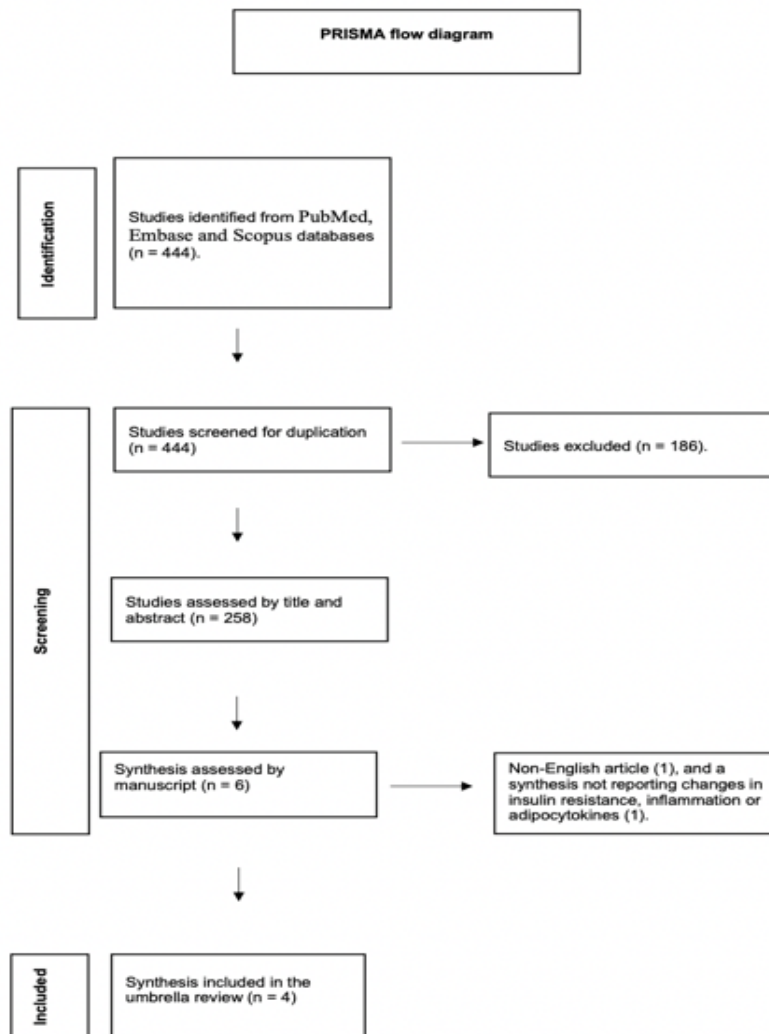 PRISMA flow diagram
Identification
Studies identified from PubMed,
Embase and Scopus databases
(n = 444).
Screening
Studies screened for duplication
(n = 444)
Studies excluded (n = 186).
Studies assessed by title and
abstract (n = 258)
Synthesis assessed by
manuscript (n = 6)
Non-English article (1), and a
synthesis not reporting changes in
insulin resistance, inflammation or
adipocytokines (1).
Included
Synthesis included in the
umbrella review (n = 4)